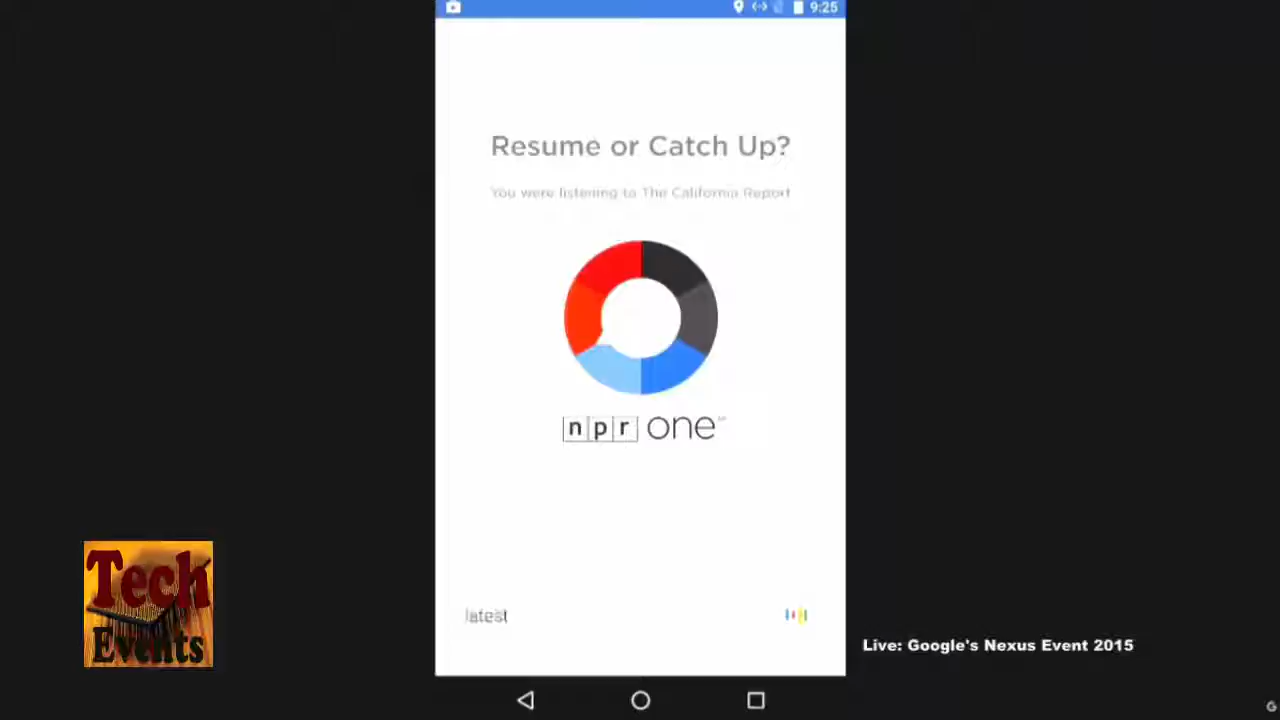 9:25
Resume or Catch Up?
You were listening to The California Report
npr one
latest
Tech
Events
Live: Google's Nexus Event 2015
G